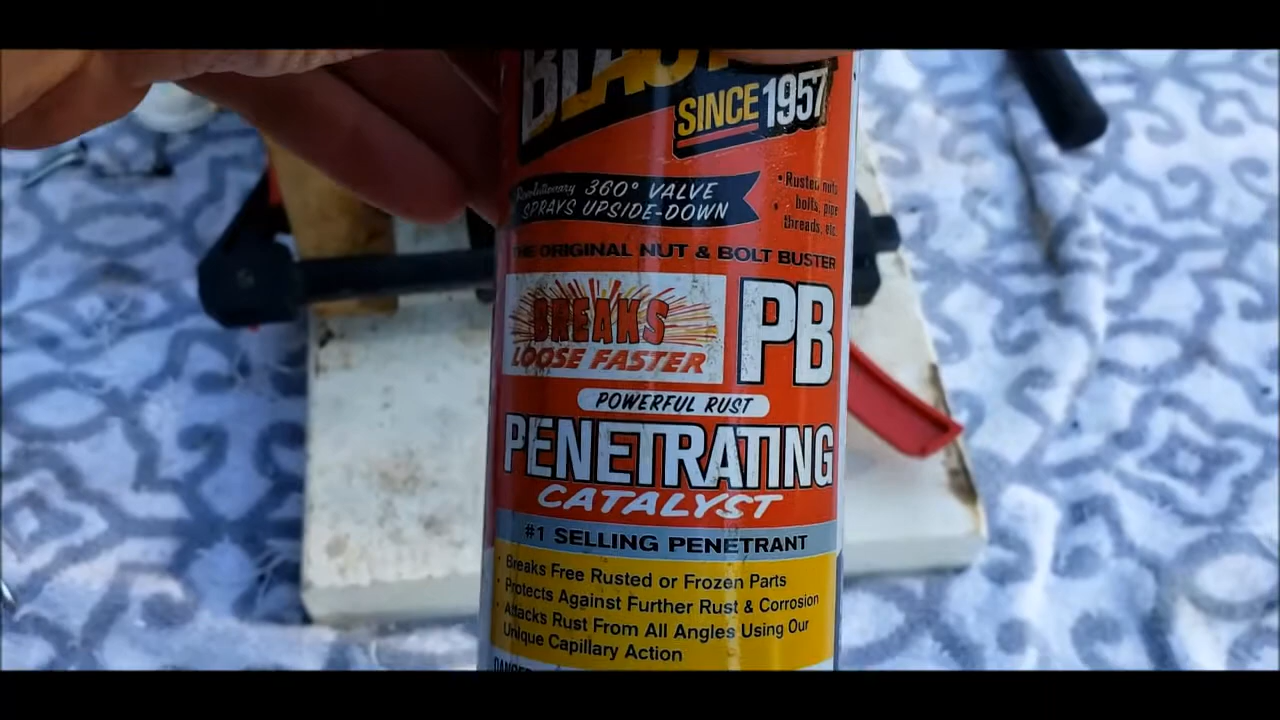 SINCE 1957
Revolutionary 360° VALVE
SPRAYS UPSIDE-DOWN
• Rusted nuts
bolts, pipe
threads, etc.
THE ORIGINAL NUT & BOLT BUSTER
BREAKS
LOOSE FASTER
PB
POWERFUL RUST
PENETRATING
CATALYST
#1 SELLING PENETRANT
• Breaks Free Rusted or Frozen Parts
• Protects Against Further Rust & Corrosion
• Attacks Rust From All Angles Using Our
Unique Capillary Action